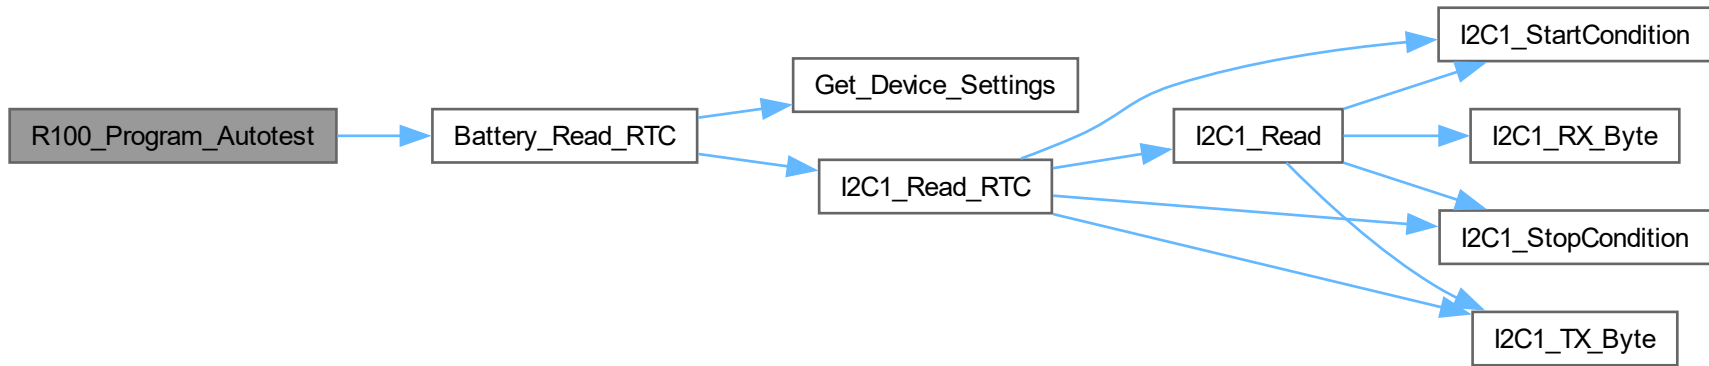 R100_Program_Autotest
Battery_Read_RTC
Get_Device_Settings
I2C1_Read_RTC
I2C1_Read
I2C1_StartCondition
I2C1_RX_Byte
I2C1_StopCondition
I2C1_TX_Byte